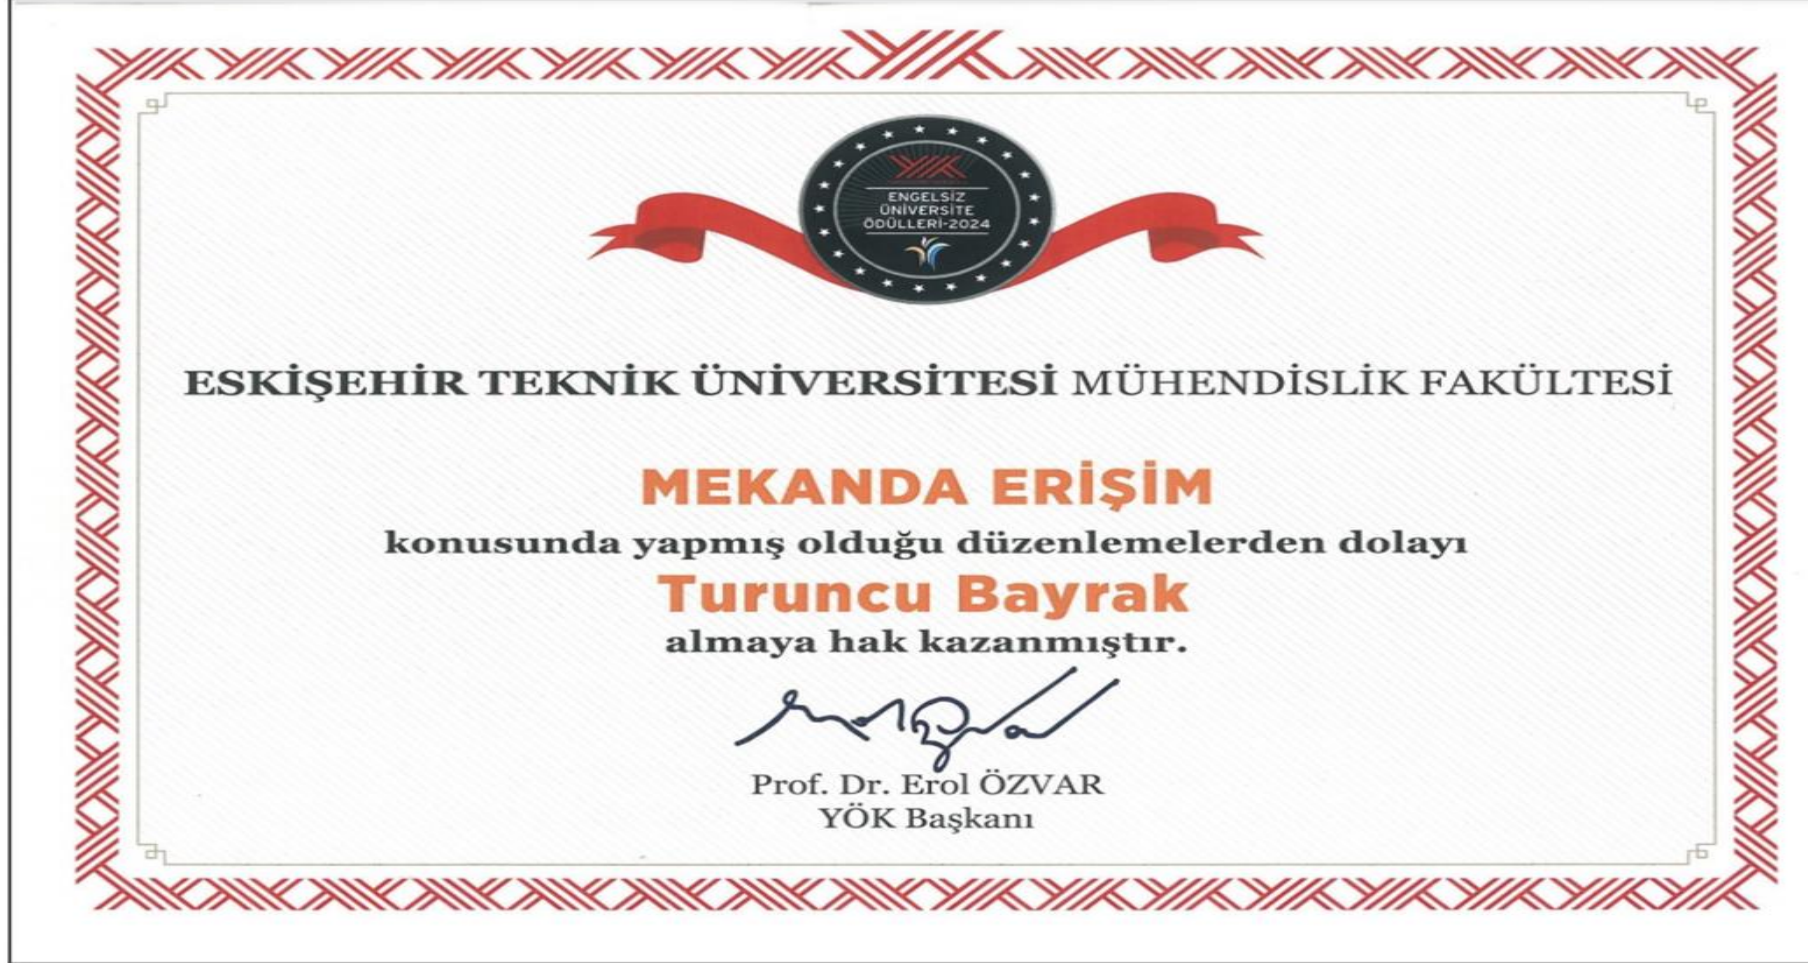 ENGELSİZ
ÜNİVERSİTE
ÖDÜLLERİ-2024
ESKİŞEHİR TEKNİK ÜNİVERSİTESİ MÜHENDİSLİK FAKÜLTESİ
MEKANDA ERİŞİM
konusunda yapmış olduğu düzenlemelerden dolayı
Turuncu Bayrak
almaya hak kazanmıştır.
Prof. Dr. Erol ÖZVAR
YÖK Başkanı